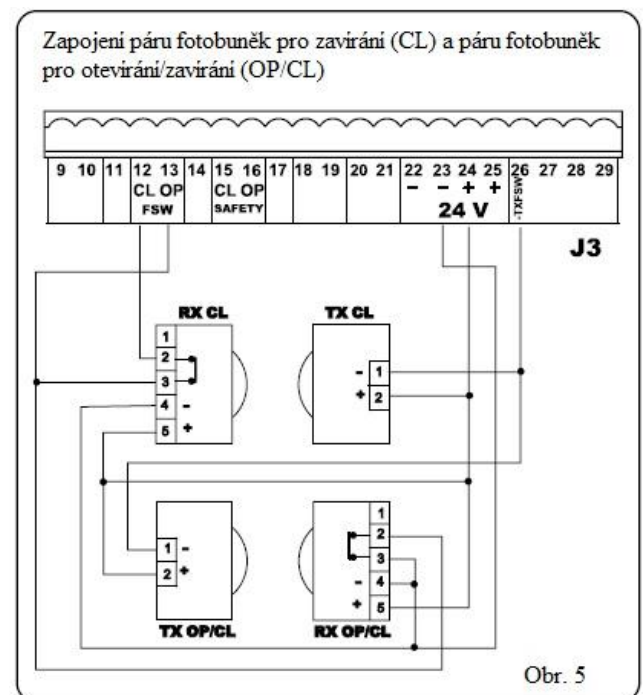 Zapojení páru fotobuněk pro zavírání (CL) a páru fotobuněk
pro otevírání/zavírání (OP/CL)
9 10 11 12 13 14 15 16 17 18 19 20 21 22 23 24 25 26 27 28 29
CL OP CL OP - - + + -TXFSW
FSW SAFETY 24 V
J3
RX CL TX CL
1
2
3
4 -
5 +
- 1
+ 2
1 -
2 +
1
2
3
- 4
+ 5
TX OP/CL RX OP/CL
Obr. 5